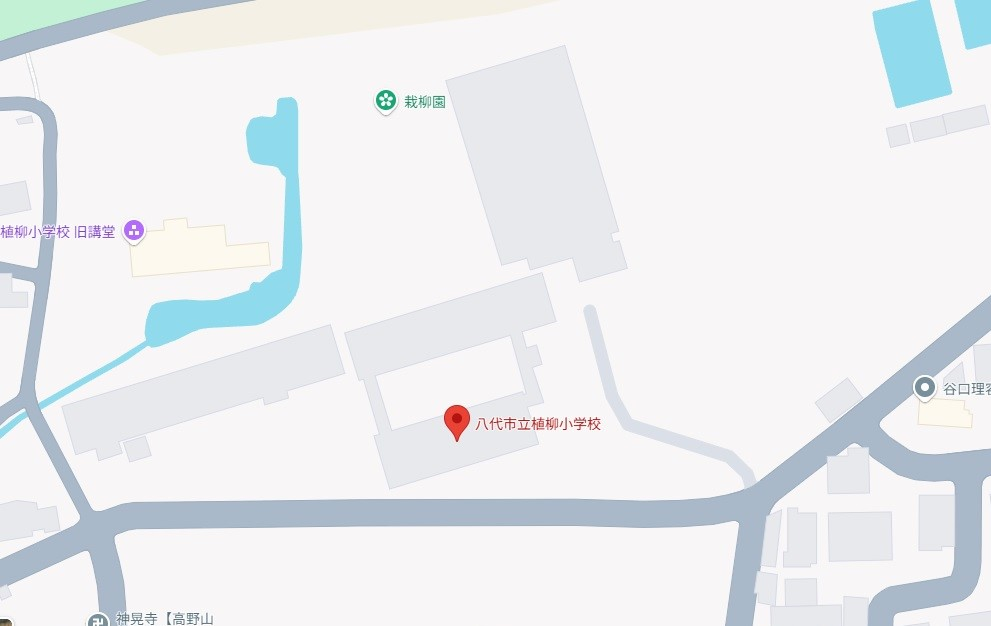 栽柳園
植柳小学校 旧講堂
谷口理容
八代市立植柳小学校
神晃寺【高野山